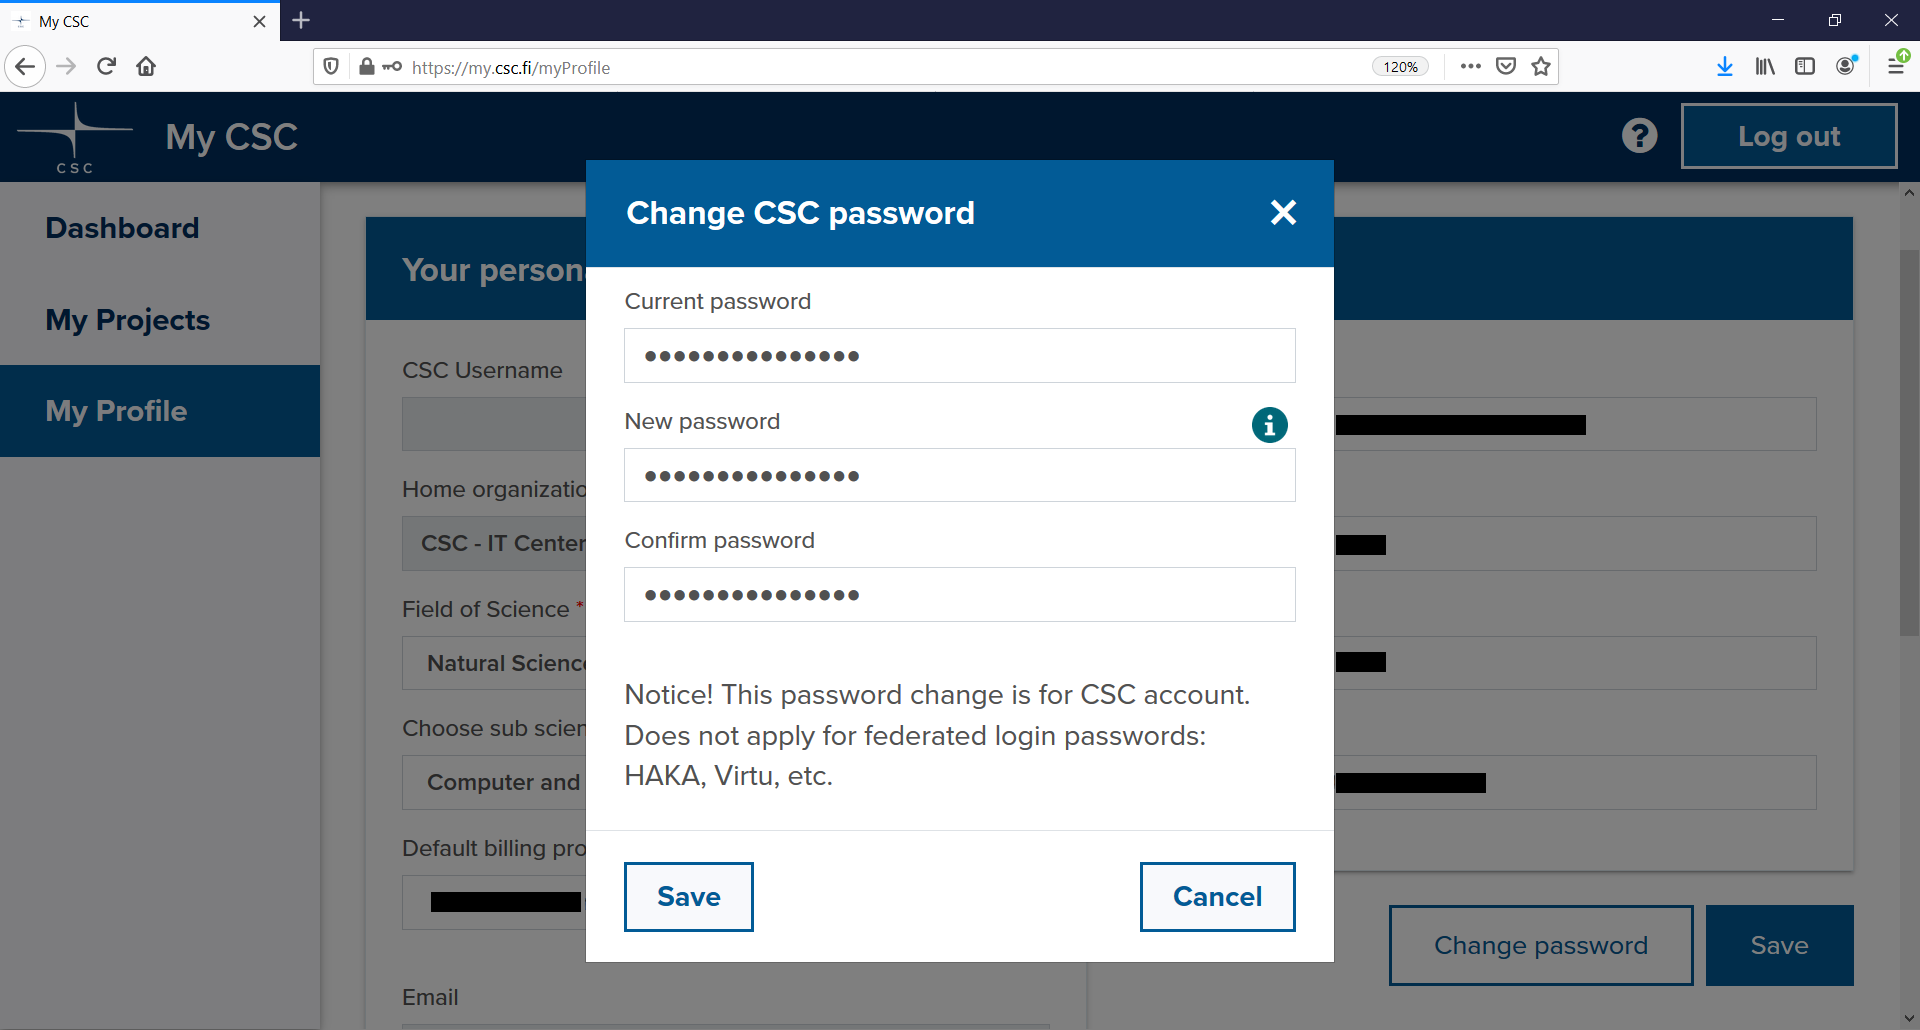 My CSC
https://my.csc.fi/myProfile
120%
CSC
My CSC
?
Log out
Dashboard
My Projects
My Profile
Your person
CSC Username
Home organizatio
CSC - IT Center
Field of Science *
Natural Science
Choose sub scien
Computer and
Default billing pro
Email
Change CSC password
Current password
New password
i
Confirm password
Notice! This password change is for CSC account.
Does not apply for federated login passwords:
HAKA, Virtu, etc.
Save
Cancel
Change password
Save